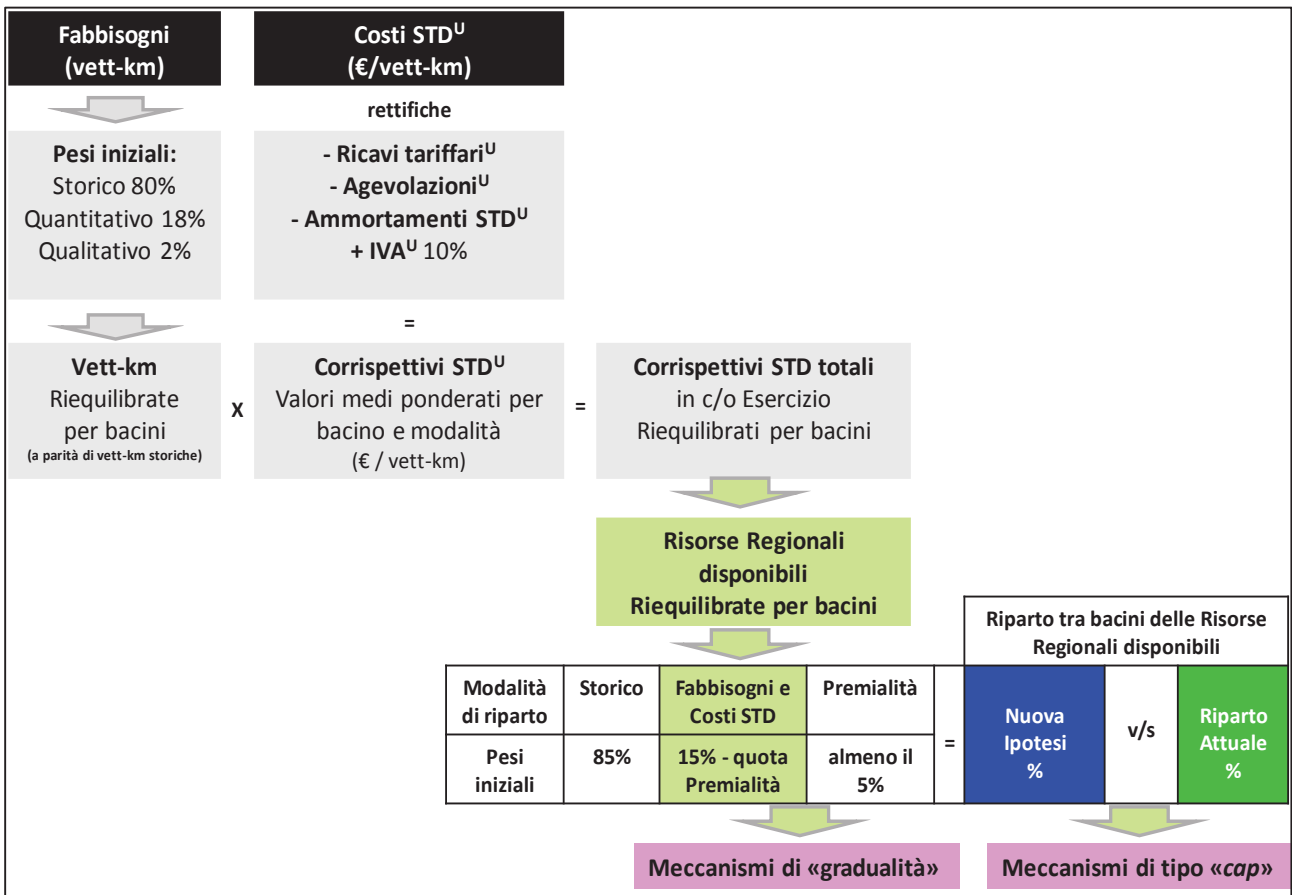 Fabbisogni
(vett-km)
Costi STDᵁ
(€/vett-km)
rettifiche
Pesi iniziali:
Storico 80%
Quantitativo 18%
Qualitativo 2%
- Ricavi tariffariᵁ
- Agevolazioniᵁ
- Ammortamenti STDᵁ
+ IVAᵁ 10%
=
Vett-km
Riequilibrate
per bacini
(a parità di vett-km storiche)
X
Corrispettivi STDᵁ
Valori medi ponderati per
bacino e modalità
(€ / vett-km)
=
Corrispettivi STD totali
in c/o Esercizio
Riequilibrati per bacini
Risorse Regionali
disponibili
Riequilibrate per bacini
Riparto tra bacini delle Risorse
Regionali disponibili
Modalità
di riparto
Storico
Fabbisogni e
Costi STD
Premialità
Pesi
iniziali
85%
15% - quota
Premialità
almeno il
5%
=
Nuova
Ipotesi
%
v/s
Riparto
Attuale
%
Meccanismi di «gradualità»
Meccanismi di tipo «cap»